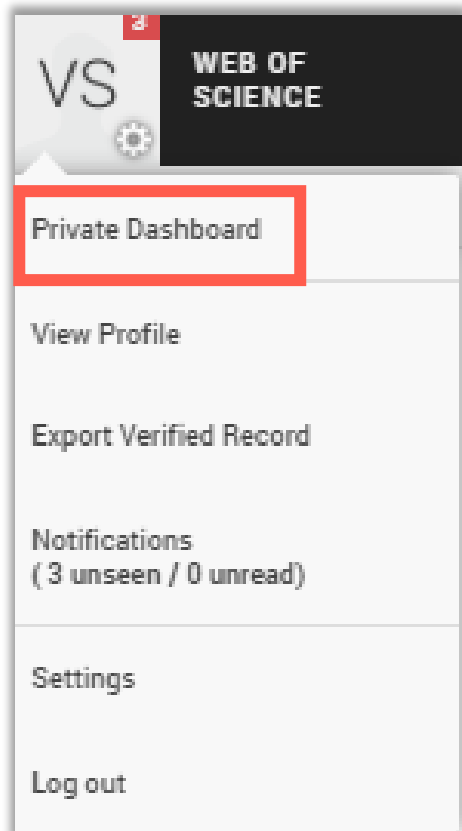 3
VS
WEB OF
SCIENCE
Private Dashboard
View Profile
Export Verified Record
Notifications
( 3 unseen / 0 unread)
Settings
Log out